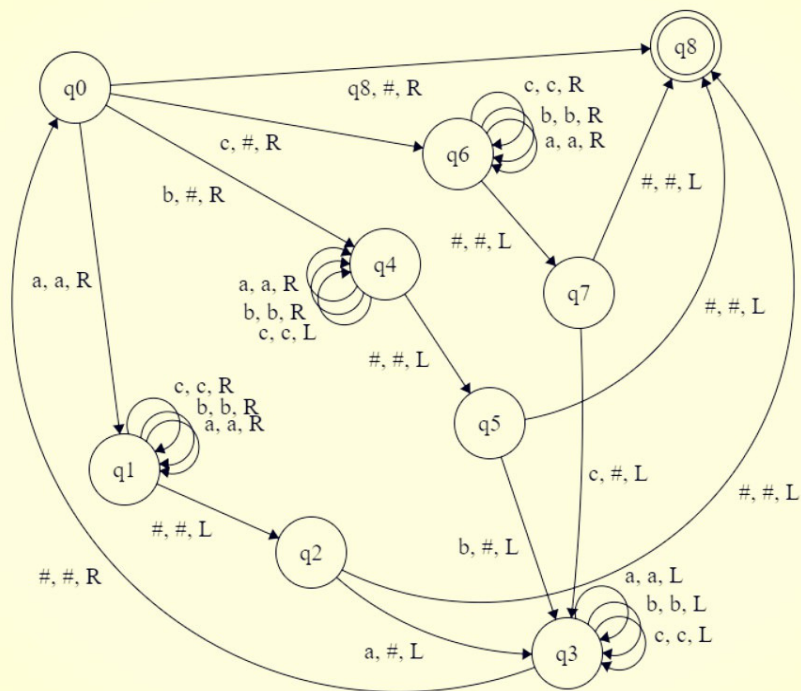 q8
q0
q8, #, R
c, c, R
b, b, R
a, a, R
c, #, R
q6
b, #, R
#, #, L
#, #, L
q4
a, a, R
a, a, R
b, b, R
c, c, L
q7
#, #, L
#, #, L
c, c, R
b, b, R
a, a, R
q5
q1
c, #, L
#, #, L
#, #, L
q2
b, #, L
#, #, R
a, a, L
b, b, L
c, c, L
a, #, L
q3